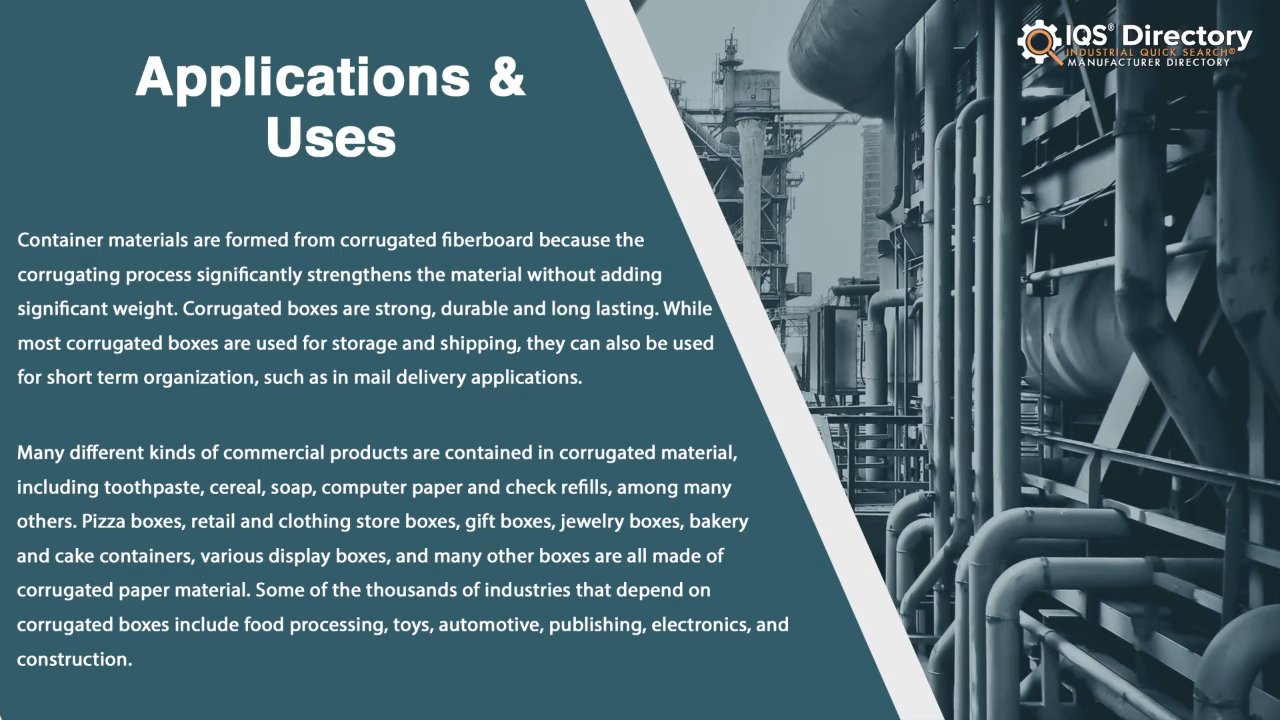 IQS® Directory
INDUSTRIAL QUICK SEARCH®
MANUFACTURER DIRECTORY
Applications &
Uses
Container materials are formed from corrugated fiberboard because the
corrugating process significantly strengthens the material without adding
significant weight. Corrugated boxes are strong, durable and long lasting. While
most corrugated boxes are used for storage and shipping, they can also be used
for short term organization, such as in mail delivery applications.
Many different kinds of commercial products are contained in corrugated material,
including toothpaste, cereal, soap, computer paper and check refills, among many
others. Pizza boxes, retail and clothing store boxes, gift boxes, jewelry boxes, bakery
and cake containers, various display boxes, and many other boxes are all made of
corrugated paper material. Some of the thousands of industries that depend on
corrugated boxes include food processing, toys, automotive, publishing, electronics, and
construction.